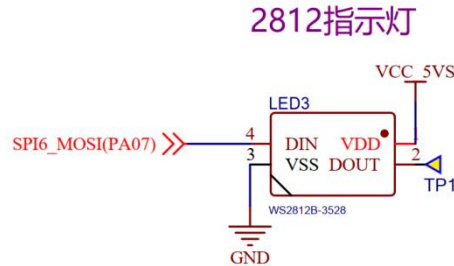 2812指示灯
VCC_5VS
LED3
SPI6_MOSI(PA07)
4 DIN VDD 1
3 VSS DOUT 2
TP1
WS2812B-3528
GND